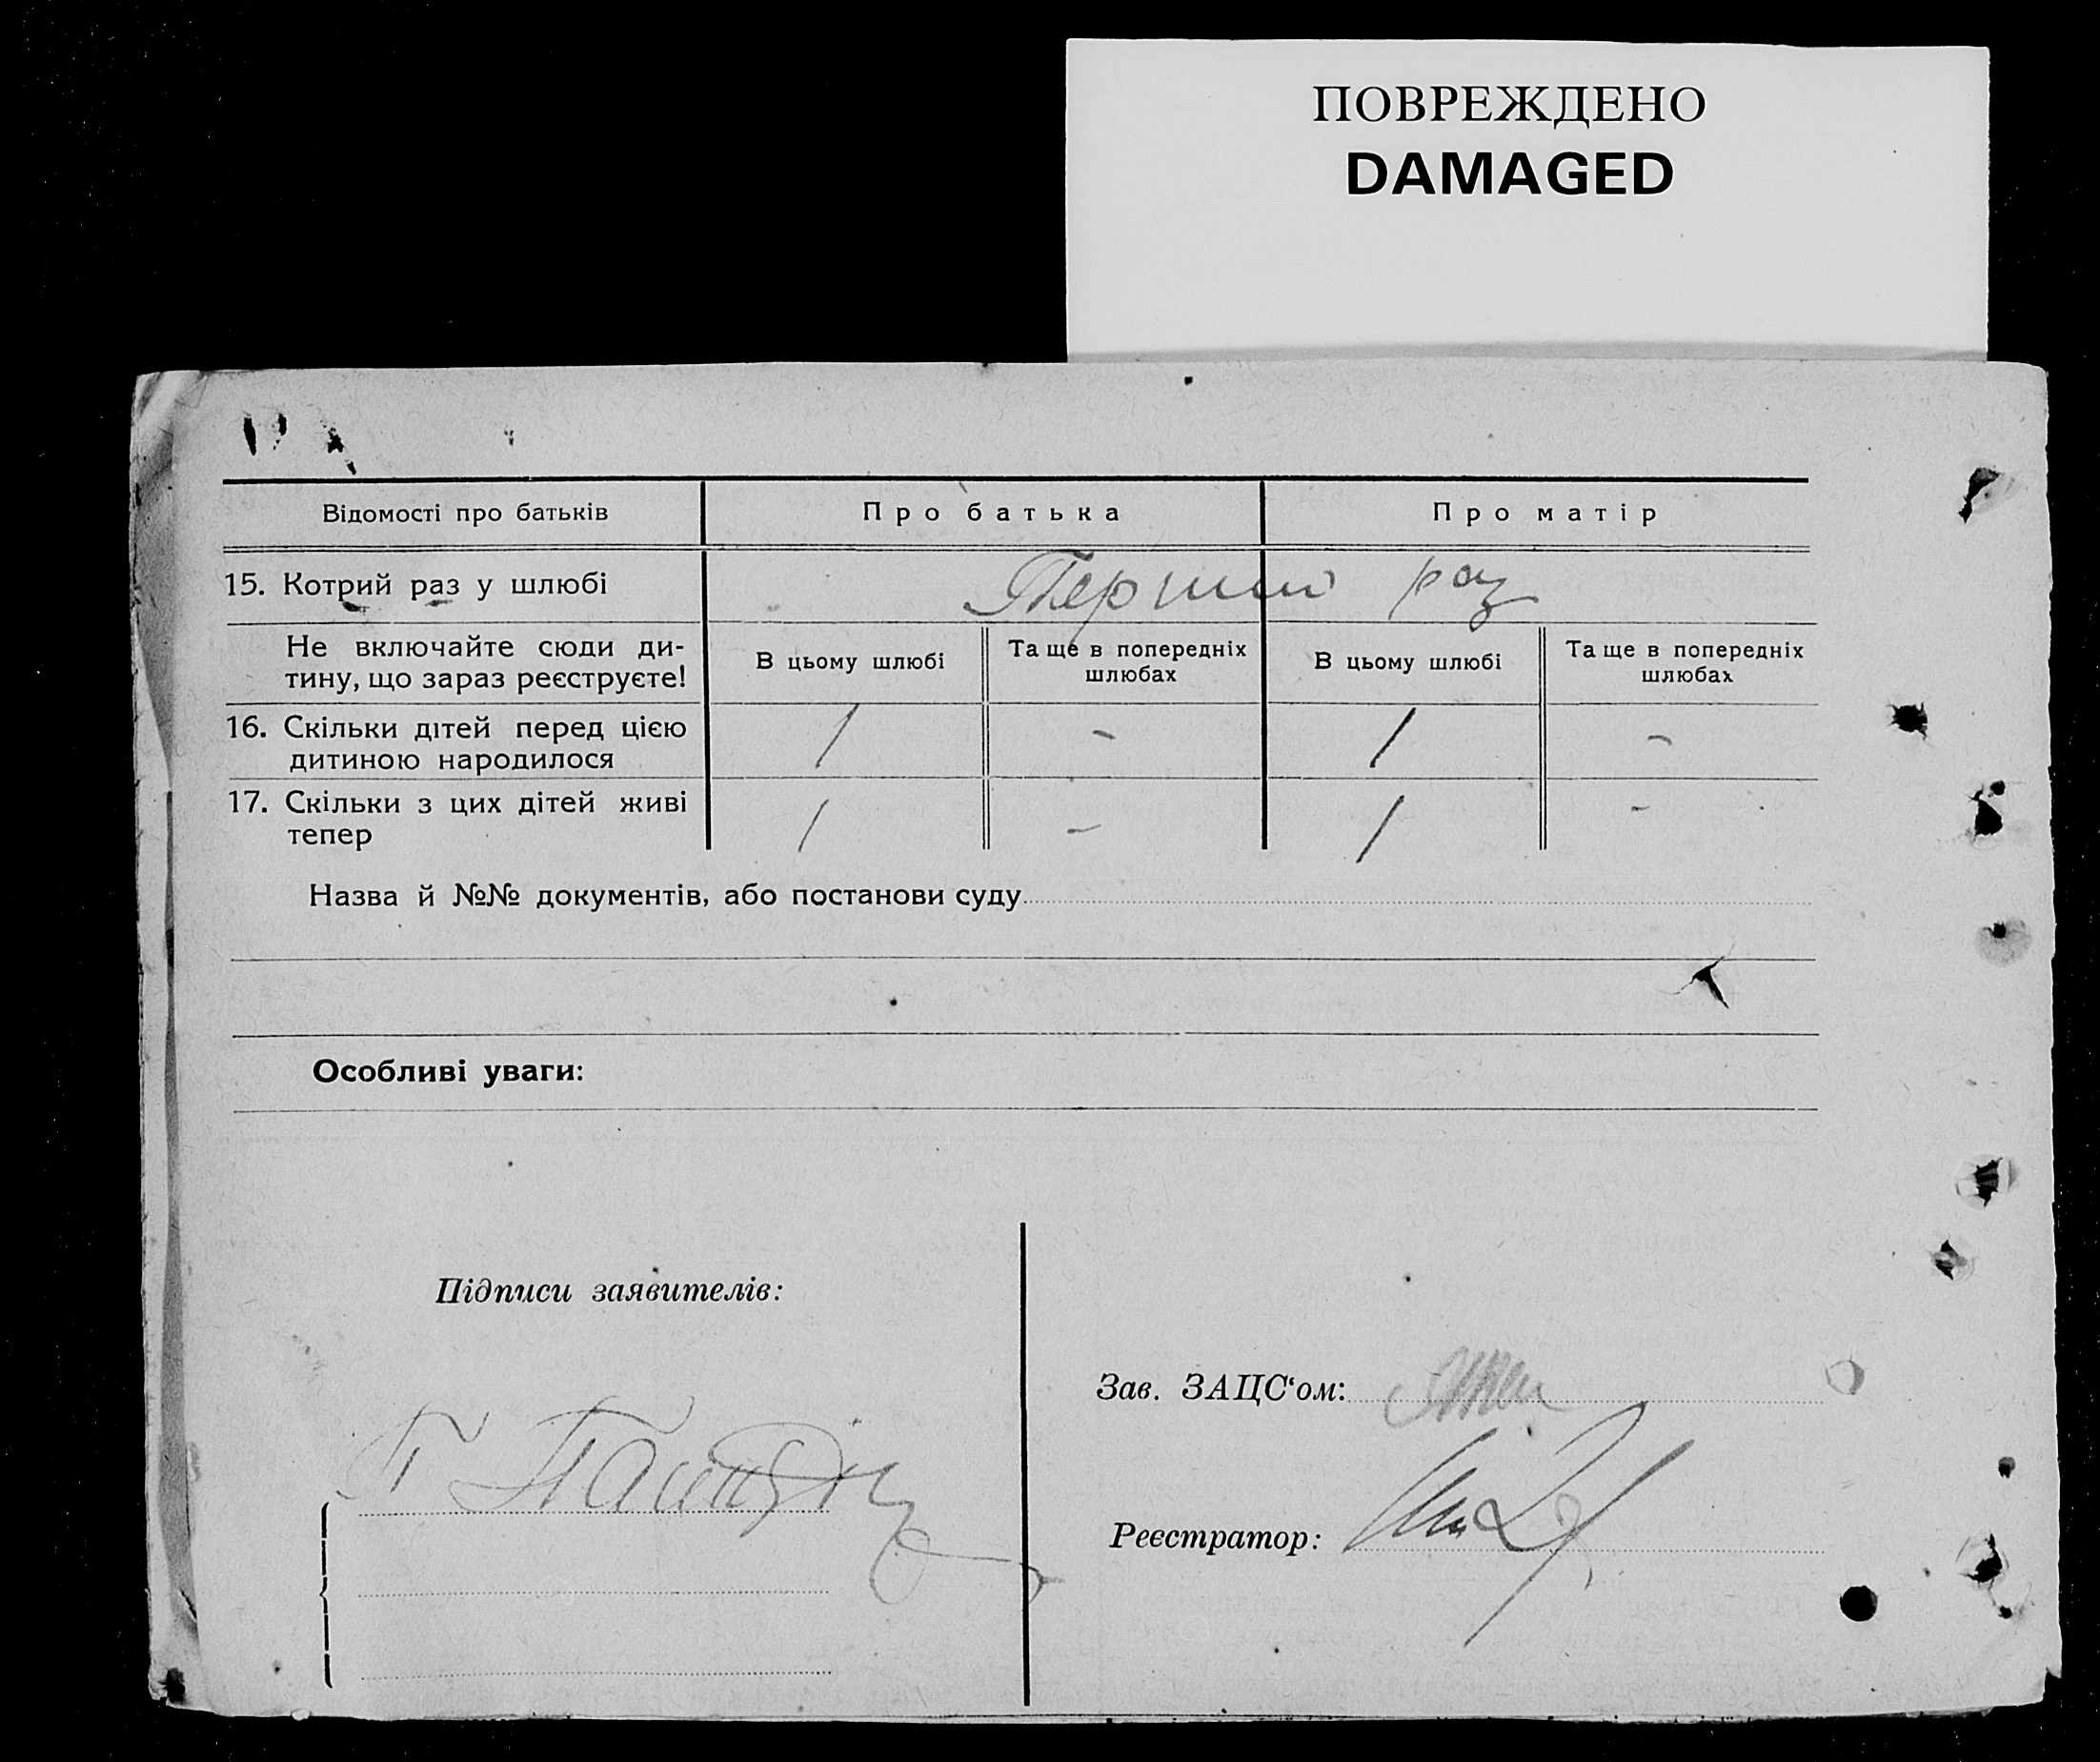 ПОВРЕЖДЕНО
DAMAGED
Відомості про батьків
Про батька
Про матір
15. Котрий раз у шлюбі
Перший раз
Не включайте сюди ди-
тину, що зараз реєструєте!
В цьому шлюбі
Та ще в попередніх
шлюбах
В цьому шлюбі
Та ще в попередніх
шлюбах
16. Скільки дітей перед цією
дитиною народилося
1
-
1
-
17. Скільки з цих дітей живі
тепер
1
-
1
-
Назва й №№ документів, або постанови суду
Особливі уваги:
Підписи заявителів:
Зав. ЗАЦС‘ом:
Реєстратор: